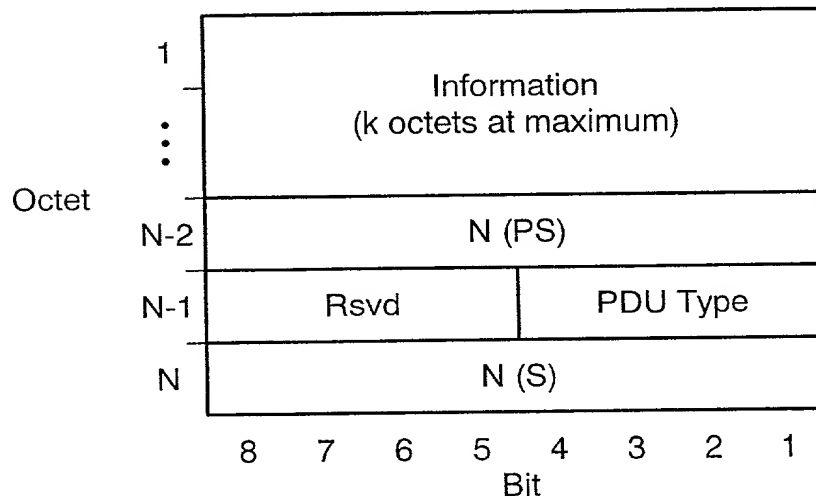 1
Information
(k octets at maximum)
Octet
N-2
N (PS)
N-1
Rsvd
PDU Type
N
N (S)
8 7 6 5 4 3 2 1
Bit